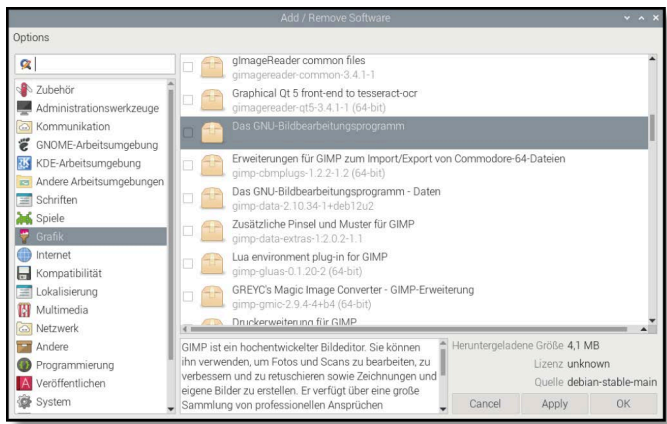 Add / Remove Software
Options
Zubehör
Administrationswerkzeuge
Kommunikation
GNOME-Arbeitsumgebung
KDE-Arbeitsumgebung
Andere Arbeitsumgebungen
Schriften
Spiele
Grafik
Internet
Kompatibilität
Lokalisierung
Multimedia
Netzwerk
Andere
Programmierung
Veröffentlichen
System
gImageReader common files
gimagereader-common-3.4.1-1
Graphical Qt 5 front-end to tesseract-ocr
gimagereader-qt5-3.4.1-1 (64-bit)
Das GNU-Bildbearbeitungsprogramm
Erweiterungen für GIMP zum Import/Export von Commodore-64-Dateien
gimp-cbmplugs-1.2.2-1.2 (64-bit)
Das GNU-Bildbearbeitungsprogramm - Daten
gimp-data-2.10.34-1+deb12u2
Zusätzliche Pinsel und Muster für GIMP
gimp-data-extras-1:2.0.2-1.1
Lua environment plug-in for GIMP
gimp-gluas-0.1.20-2 (64-bit)
GREYC's Magic Image Converter - GIMP-Erweiterung
gimp-gmic-2.9.4-4+b4 (64-bit)
Druckerweiterung für GIMP
GIMP ist ein hochentwickelter Bildeditor. Sie können
ihn verwenden, um Fotos und Scans zu bearbeiten, zu
verbessern und zu retuschieren sowie Zeichnungen und
eigene Bilder zu erstellen. Er verfügt über eine große
Sammlung von professionellen Ansprüchen
Heruntergeladene Größe 4,1 MB
Lizenz unknown
Quelle debian-stable-main
Cancel
Apply
OK